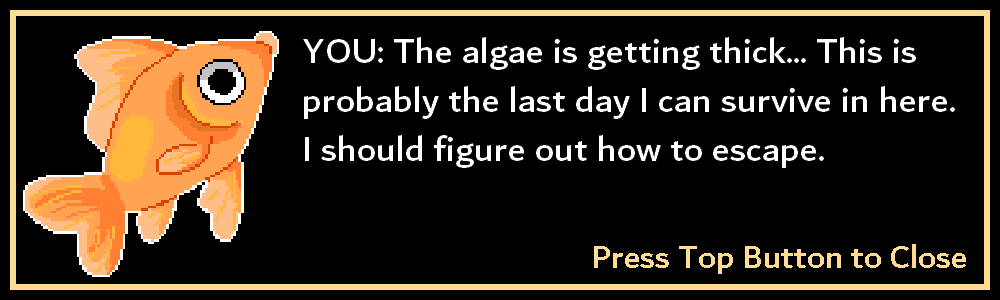 YOU: The algae is getting thick... This is
probably the last day I can survive in here.
I should figure out how to escape.
Press Top Button to Close